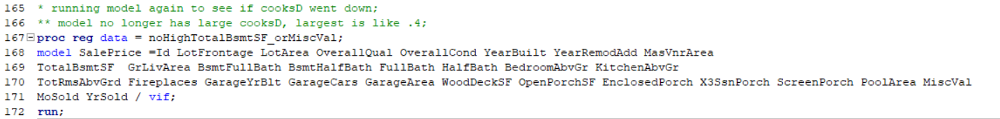 165 * running model again to see if cooksD went down;
166 ** model no longer has large cooksD, largest is like .4;
167 proc reg data = noHighTotalBsmtSF_orMiscVal;
168 model SalePrice =Id LotFrontage LotArea OverallQual OverallCond YearBuilt YearRemodAdd MasVnrArea
169 TotalBsmtSF  GrLivArea BsmtFullBath BsmtHalfBath FullBath HalfBath BedroomAbvGr KitchenAbvGr
170 TotRmsAbvGrd Fireplaces GarageYrBlt GarageCars GarageArea WoodDeckSF OpenPorchSF EnclosedPorch X3SsnPorch ScreenPorch PoolArea MiscVal
171 MoSold YrSold / vif;
172 run;